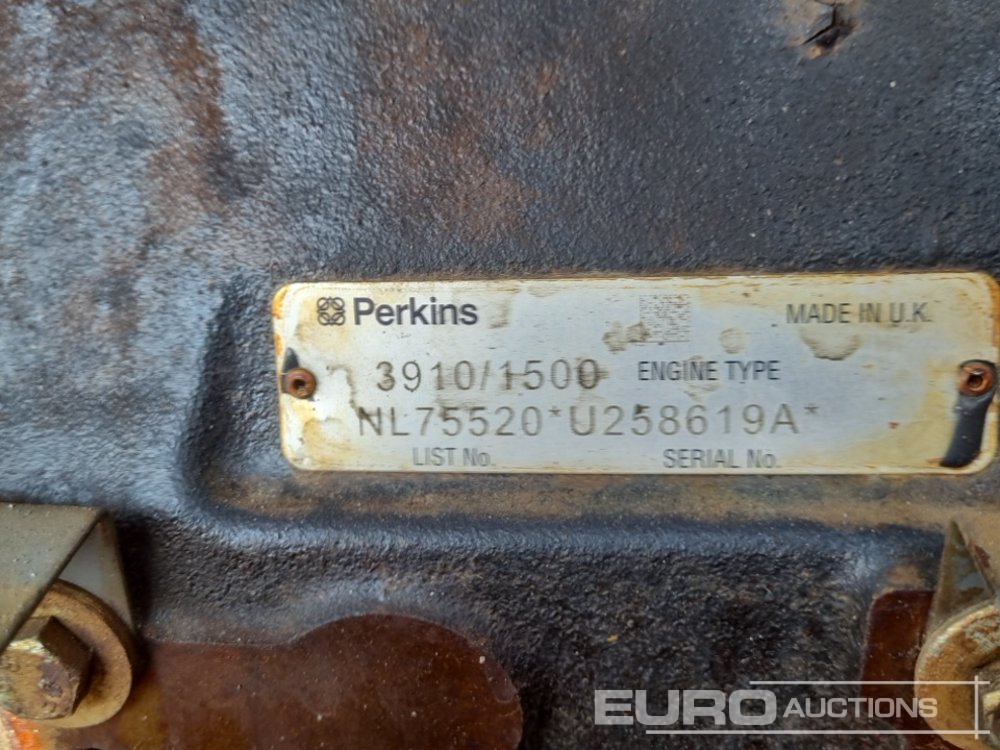 Perkins MADE IN U.K.
3910/1500 ENGINE TYPE
NL75520*U258619A*
LIST No. SERIAL No.
EURO AUCTIONS